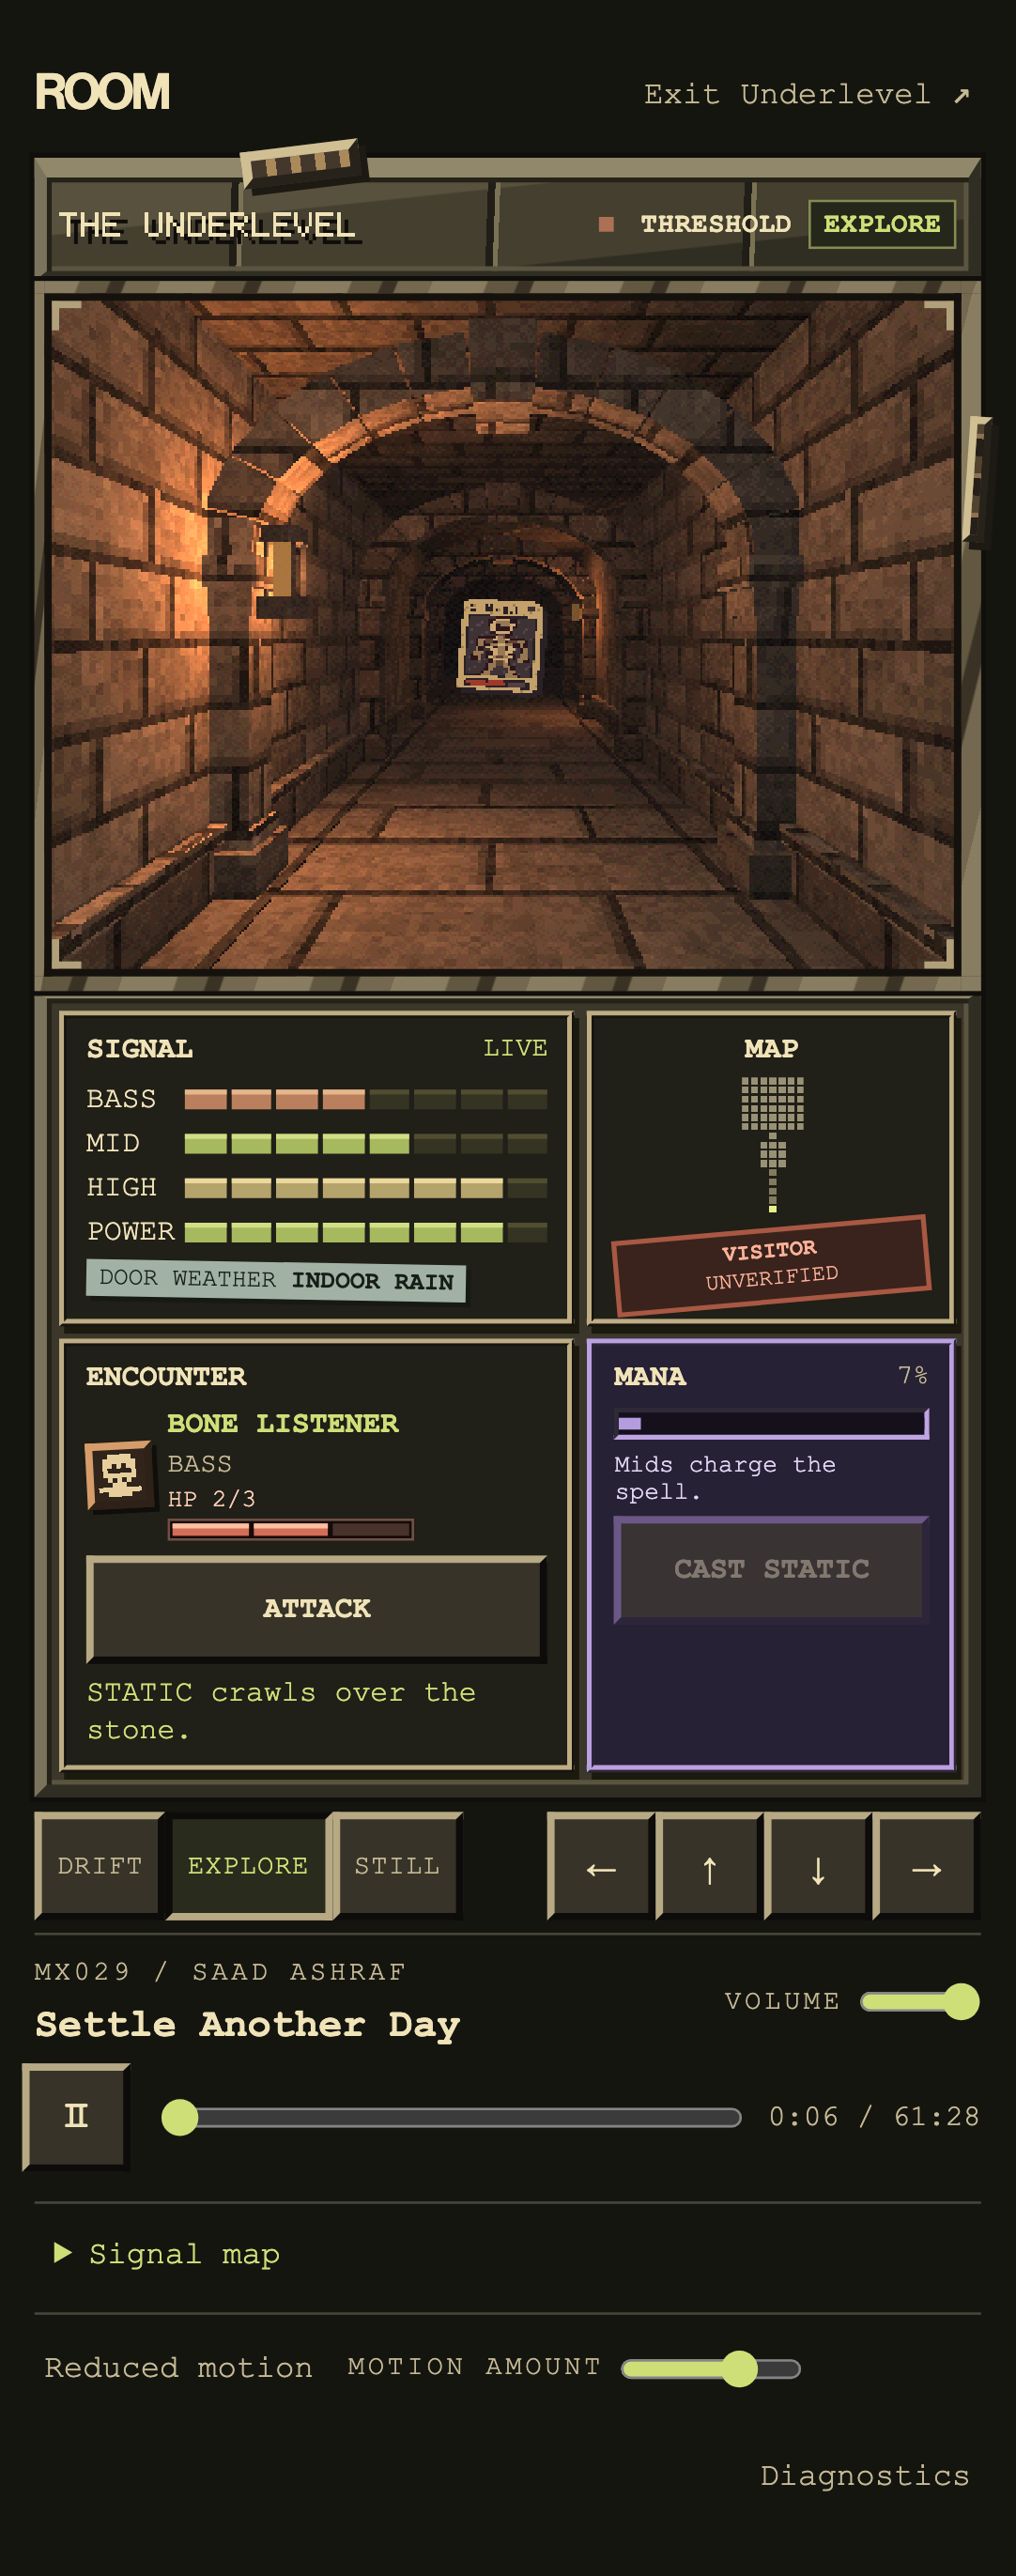 ROOM
Exit Underlevel ↗
THE UNDERLEVEL
THRESHOLD EXPLORE
SIGNAL LIVE
BASS
MID
HIGH
POWER
DOOR WEATHER INDOOR RAIN
MAP
VISITOR
UNVERIFIED
ENCOUNTER
BONE LISTENER
BASS
HP 2/3
ATTACK
STATIC crawls over the
stone.
MANA 7%
Mids charge the
spell.
CAST STATIC
DRIFT EXPLORE STILL ← ↑ ↓ →
MX029 / SAAD ASHRAF
Settle Another Day
VOLUME
0:06 / 61:28
Signal map
Reduced motion MOTION AMOUNT
Diagnostics